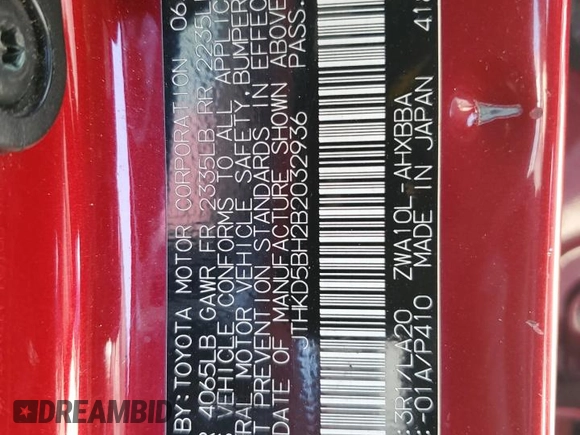 BY: TOYOTA MOTOR CORPORATION 06
4065LB GAWR FR 2335LB RR 2235L
VEHICLE CONFORMS TO ALL APPLIC
RAL MOTOR VEHICLE SAFETY, BUMPER
T PREVENTION STANDARDS IN EFFEC
DATE OF MANUFACTURE SHOWN ABOVE
JTHKD5BH2B2032936 PASS.
: 3R1/LA20 ZWA10L-AHXBBA
: -01A/P410 MADE IN JAPAN 418
DREAMBID